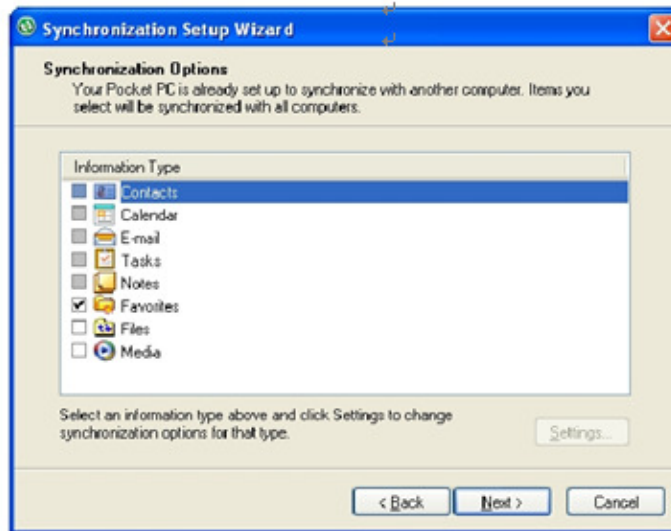 Synchronization Setup Wizard
Synchronization Options
Your Pocket PC is already set up to synchronize with another computer. Items you
select will be synchronized with all computers.
Information Type
Contacts
Calendar
E-mail
Tasks
Notes
Favorites
Files
Media
Select an information type above and click Settings to change
synchronization options for that type.
Settings...
< Back
Next >
Cancel